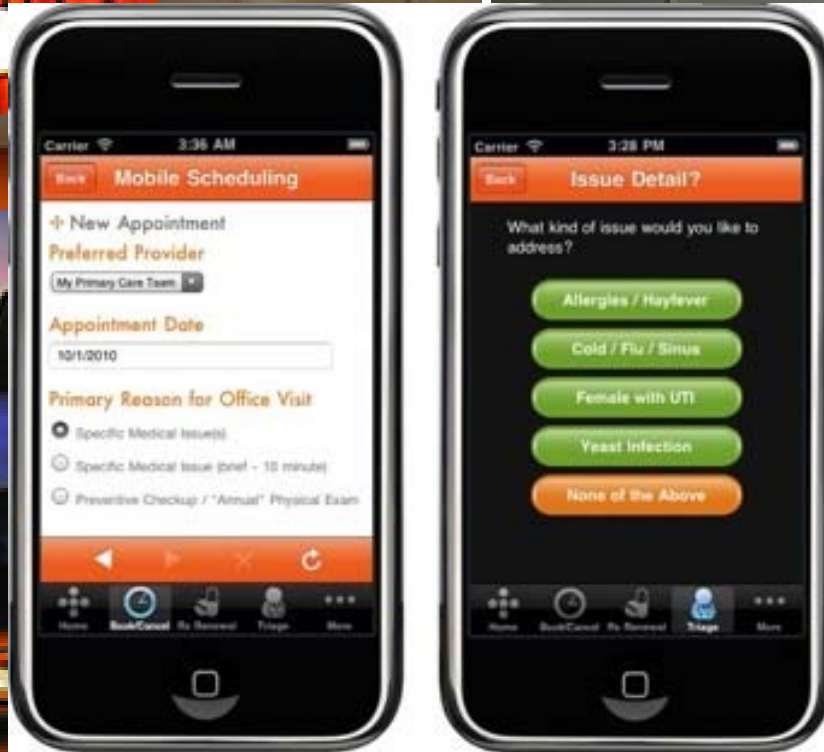 Carrier 3:36 AM
Back Mobile Scheduling
New Appointment
Preferred Provider
My Primary Care Team
Appointment Date
10/1/2010
Primary Reason for Office Visit
Specific Medical Issue(s)
Specific Medical Issue (brief - 10 minute)
Preventive Checkup / "Annual" Physical Exam
Home Book/Cancel Rx Renewal Triage More
Carrier 3:28 PM
Back Issue Detail?
What kind of issue would you like to
address?
Allergies / Hayfever
Cold / Flu / Sinus
Female with UTI
Yeast Infection
None of the Above
Home Book/Cancel Rx Renewal Triage More